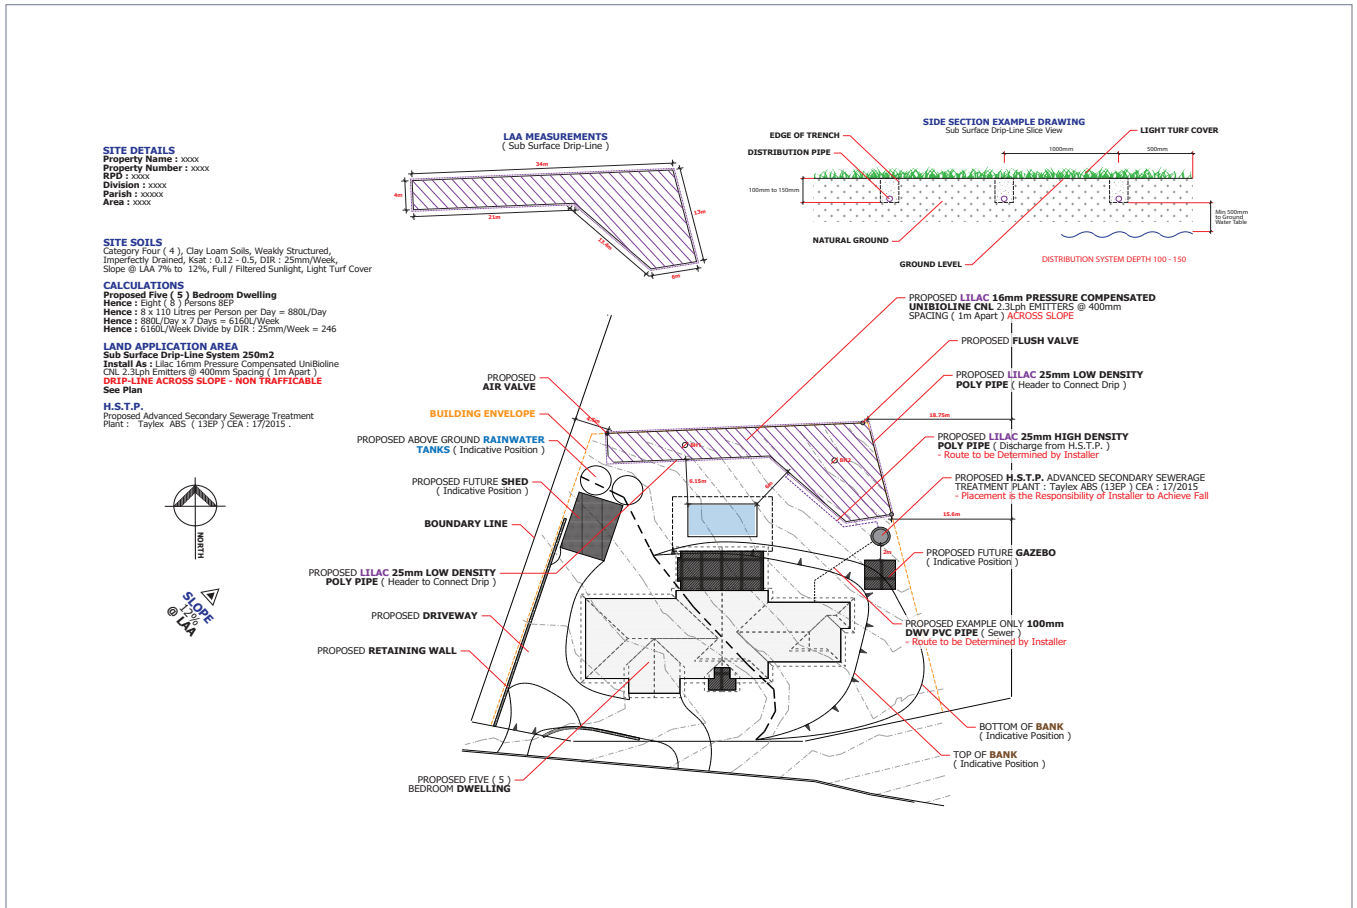 SITE DETAILS
Property Name : xxxx
Property Number : xxxx
RPD : xxxx
Division : xxxx
Parish : xxxx
Area : xxxx
SITE SOILS
Category Four ( 4 ), Clay Loam Soils, Weakly Structured,
Imperfectly Drained, Ksat : 0.12 - 0.5, DIR : 25mm/Week,
Slope @ LAA 7% to 12%, Full / Filtered Sunlight, Light Turf Cover
CALCULATIONS
Proposed Five ( 5 ) Bedroom Dwelling
Hence : Eight ( 8 ) Persons 8EP
Hence : 8 x 110 Litres per Person per Day = 880L/Day
Hence : 880L/Day x 7 Days = 6160L/Week
Hence : 6160L/Week Divide by DIR : 25mm/Week = 246
LAND APPLICATION AREA
Sub Surface Drip-Line System 250m2
Install As : Lilac 16mm Pressure Compensated UniBioline
CNL 2.3Lph Emitters @ 400mm Spacing ( 1m Apart )
DRIP-LINE ACROSS SLOPE - NON TRAFFICABLE
See Plan
H.S.T.P.
Proposed Advanced Secondary Sewerage Treatment
Plant : Taylex ABS ( 13EP ) CEA : 17/2015 .
NORTH
SLOPE
12%
@ LAA
LAA MEASUREMENTS
( Sub Surface Drip-Line )
34m
4m
21m
13.6m
13m
6m
SIDE SECTION EXAMPLE DRAWING
Sub Surface Drip-Line Slice View
EDGE OF TRENCH
DISTRIBUTION PIPE
LIGHT TURF COVER
1000mm
500mm
100mm to 150mm
Min 500mm
to Ground
Water Table
NATURAL GROUND
GROUND LEVEL
DISTRIBUTION SYSTEM DEPTH 100 - 150
PROPOSED
AIR VALVE
BUILDING ENVELOPE
PROPOSED ABOVE GROUND RAINWATER
TANKS ( Indicative Position )
PROPOSED FUTURE SHED
( Indicative Position )
BOUNDARY LINE
PROPOSED LILAC 25mm LOW DENSITY
POLY PIPE ( Header to Connect Drip )
PROPOSED DRIVEWAY
PROPOSED RETAINING WALL
PROPOSED FIVE ( 5 )
BEDROOM DWELLING
BH1
BH2
6.15m
6m
2m
18.75m
15.6m
PROPOSED LILAC 16mm PRESSURE COMPENSATED
UNIBIOLINE CNL 2.3Lph EMITTERS @ 400mm
SPACING ( 1m Apart ) ACROSS SLOPE
PROPOSED FLUSH VALVE
PROPOSED LILAC 25mm LOW DENSITY
POLY PIPE ( Header to Connect Drip )
PROPOSED LILAC 25mm HIGH DENSITY
POLY PIPE ( Discharge from H.S.T.P. )
- Route to be Determined by Installer
PROPOSED H.S.T.P. ADVANCED SECONDARY SEWERAGE
TREATMENT PLANT : Taylex ABS (13EP ) CEA : 17/2015
- Placement is the Responsibility of Installer to Achieve Fall
PROPOSED FUTURE GAZEBO
( Indicative Position )
PROPOSED EXAMPLE ONLY 100mm
DWV PVC PIPE ( Sewer )
- Route to be Determined by Installer
BOTTOM OF BANK
( Indicative Position )
TOP OF BANK
( Indicative Position )